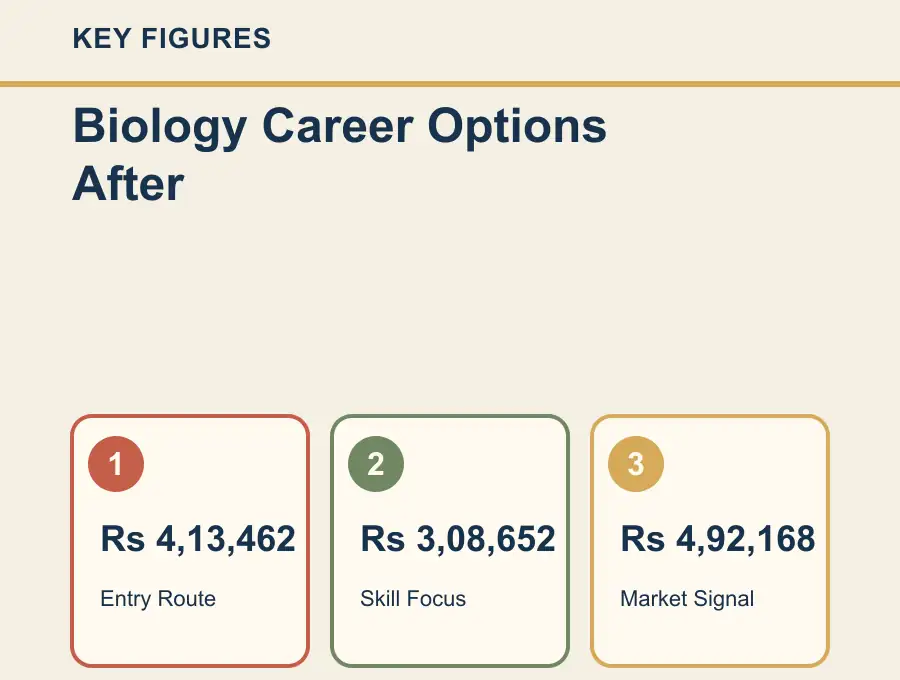 KEY FIGURES
Biology Career Options
After
1
Rs 4,13,462
Entry Route
2
Rs 3,08,652
Skill Focus
3
Rs 4,92,168
Market Signal